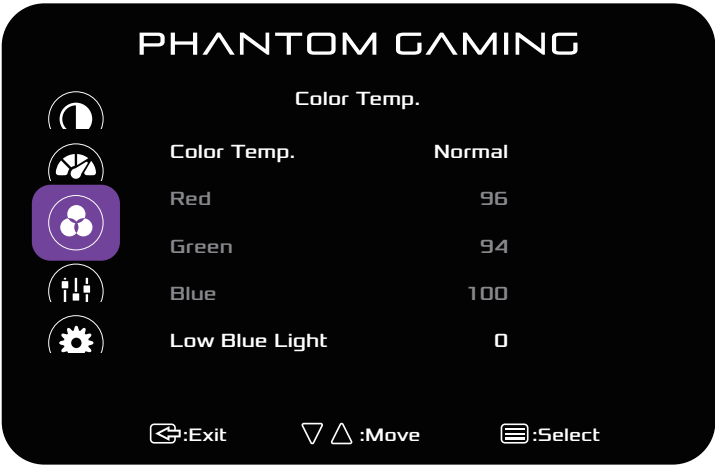 PHANTOM GAMING
Color Temp.
Color Temp. Normal
Red 96
Green 94
Blue 100
Low Blue Light 0
:Exit :Move :Select